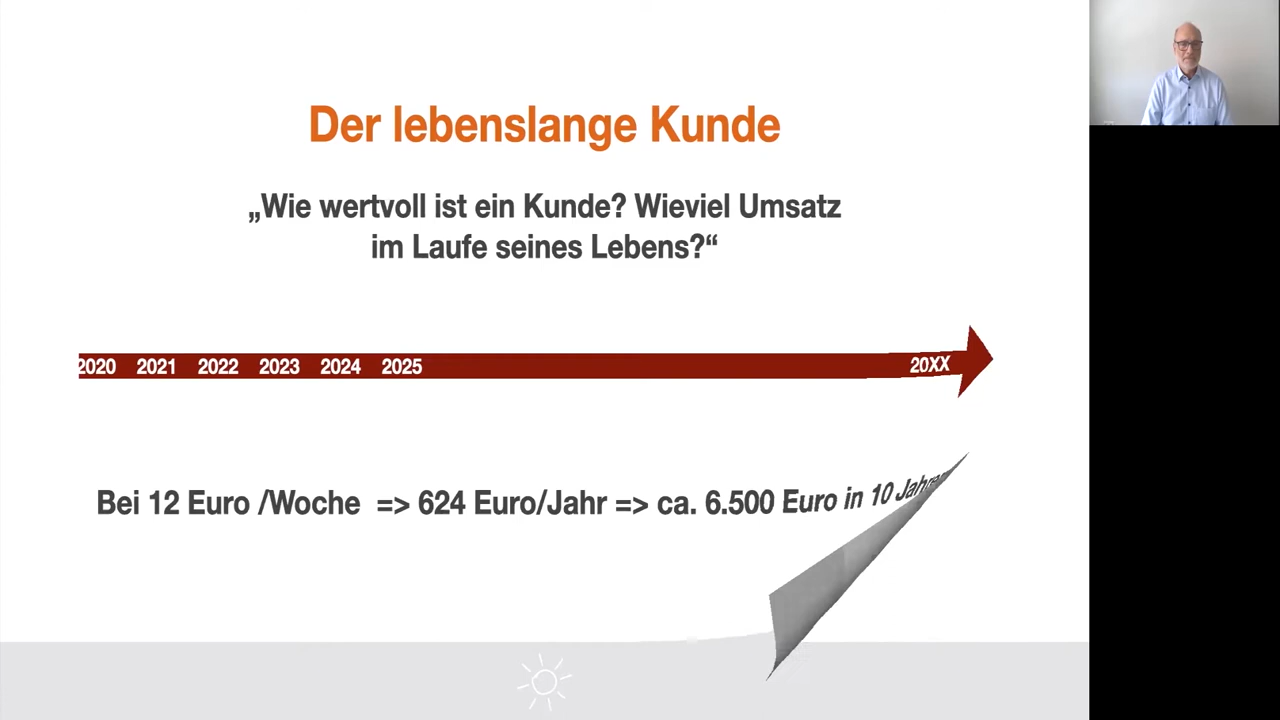 Der lebenslange Kunde
„Wie wertvoll ist ein Kunde? Wieviel Umsatz
im Laufe seines Lebens?“
2020 2021 2022 2023 2024 2025 20XX
Bei 12 Euro /Woche => 624 Euro/Jahr => ca. 6.500 Euro in 10